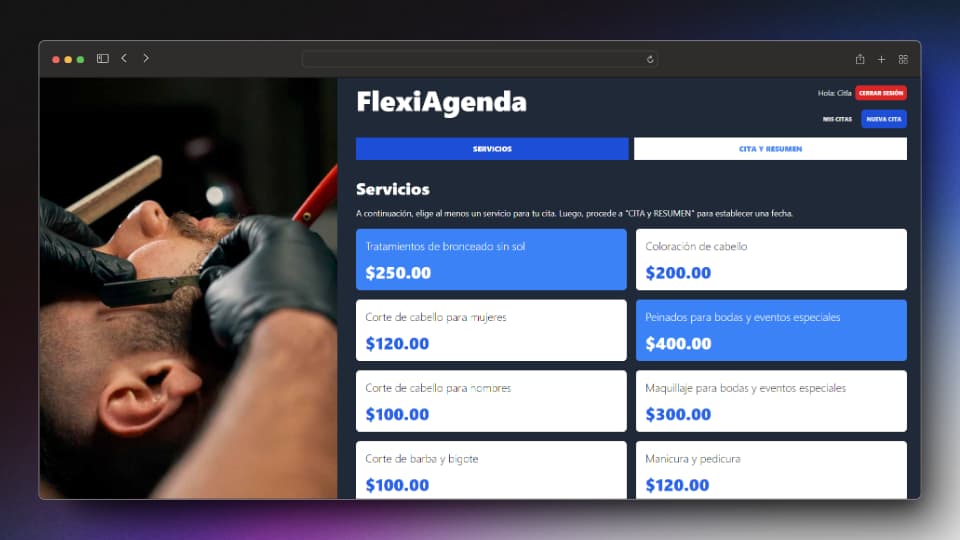 FlexiAgenda
Hola: Citla
CERRAR SESIÓN
MIS CITAS
NUEVA CITA
SERVICIOS
CITA Y RESUMEN
Servicios
A continuación, elige al menos un servicio para tu cita. Luego, procede a "CITA y RESUMEN" para establecer una fecha.
Tratamientos de bronceado sin sol
$250.00
Coloración de cabello
$200.00
Corte de cabello para mujeres
$120.00
Peinados para bodas y eventos especiales
$400.00
Corte de cabello para hombres
$100.00
Maquillaje para bodas y eventos especiales
$300.00
Corte de barba y bigote
$100.00
Manicura y pedicura
$120.00